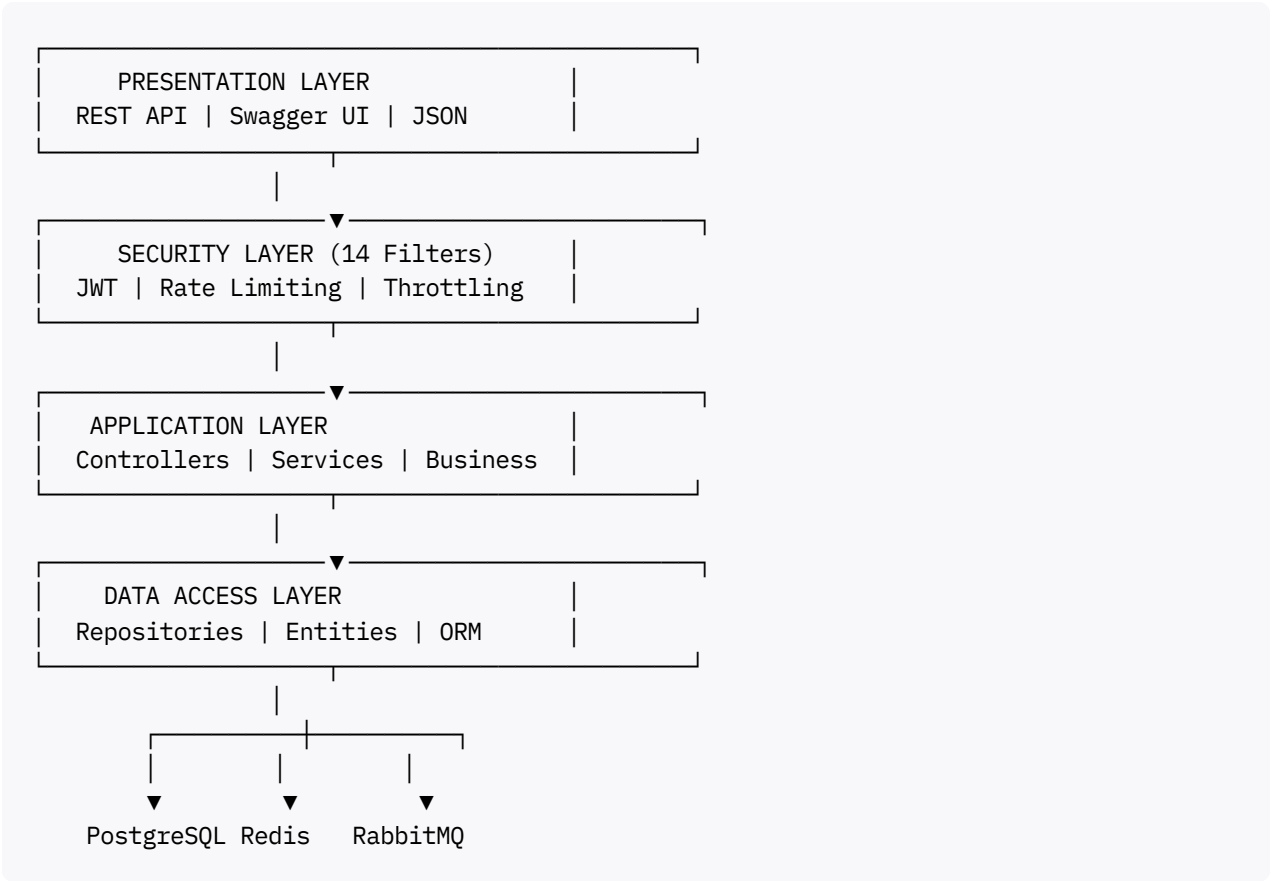 PRESENTATION LAYER
REST API | Swagger UI | JSON
SECURITY LAYER (14 Filters)
JWT | Rate Limiting | Throttling
APPLICATION LAYER
Controllers | Services | Business
DATA ACCESS LAYER
Repositories | Entities | ORM
PostgreSQL Redis RabbitMQ